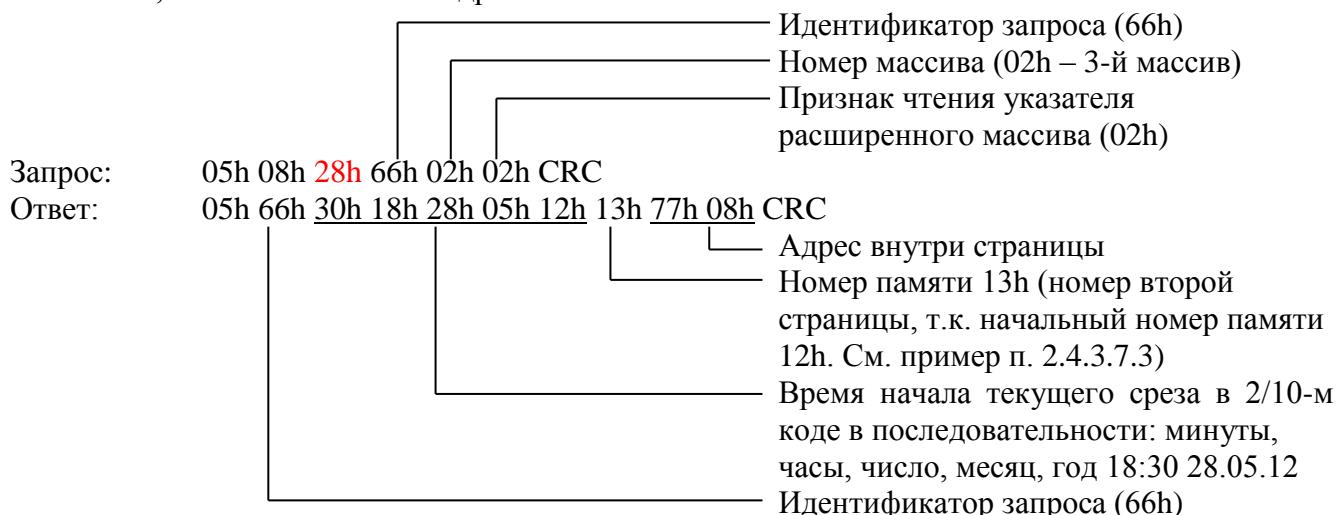 Идентификатор запроса (66h)
Номер массива (02h – 3-й массив)
Признак чтения указателя
расширенного массива (02h)
Запрос: 05h 08h 28h 66h 02h 02h CRC
Ответ: 05h 66h 30h 18h 28h 05h 12h 13h 77h 08h CRC
Адрес внутри страницы
Номер памяти 13h (номер второй
страницы, т.к. начальный номер памяти
12h. См. пример п. 2.4.3.7.3)
Время начала текущего среза в 2/10-м
коде в последовательности: минуты,
часы, число, месяц, год 18:30 28.05.12
Идентификатор запроса (66h)